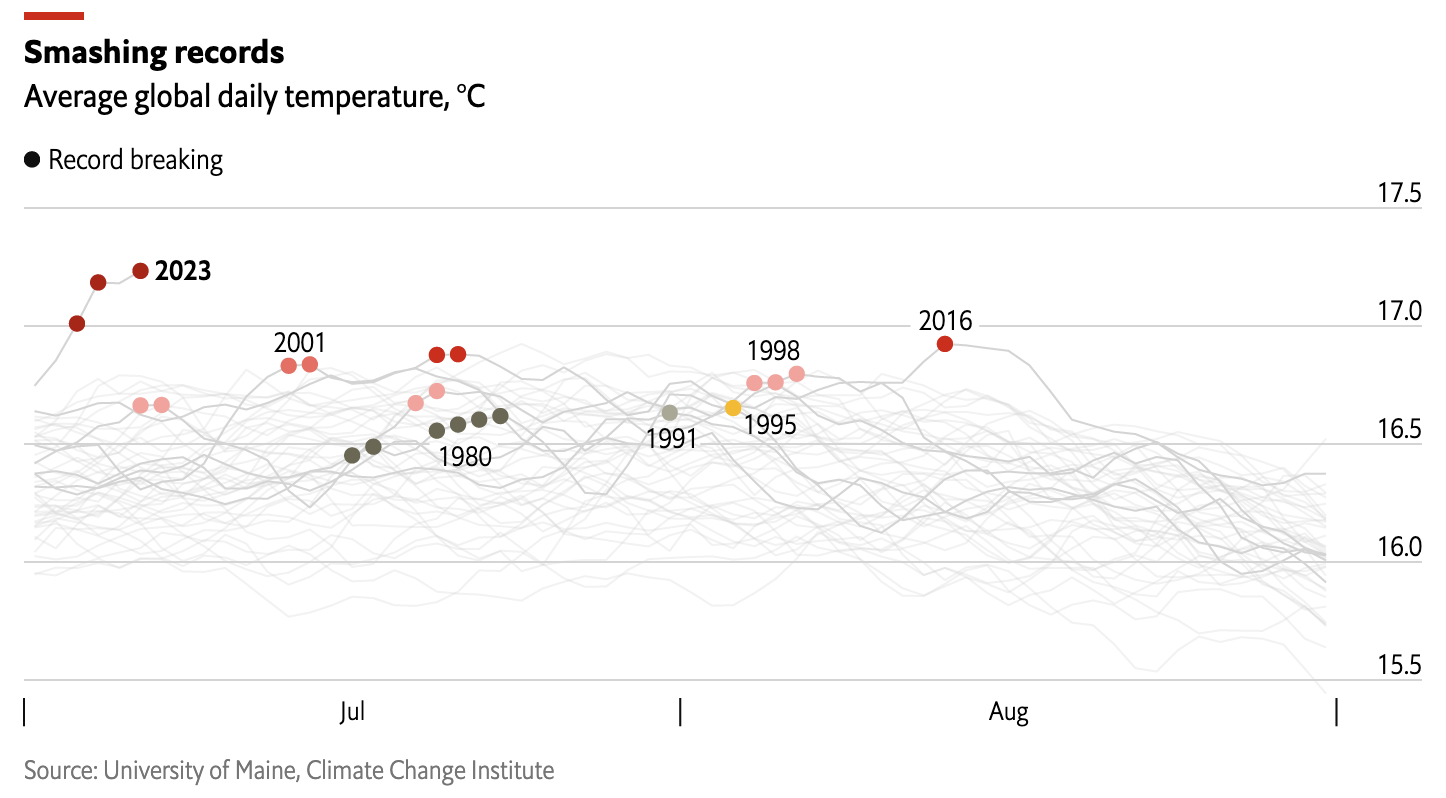 Smashing records
Average global daily temperature, °C
Record breaking
17.5
2023
17.0
2016
2001
1998
16.5
1995
1991
1980
16.0
15.5
Jul
Aug
Source: University of Maine, Climate Change Institute